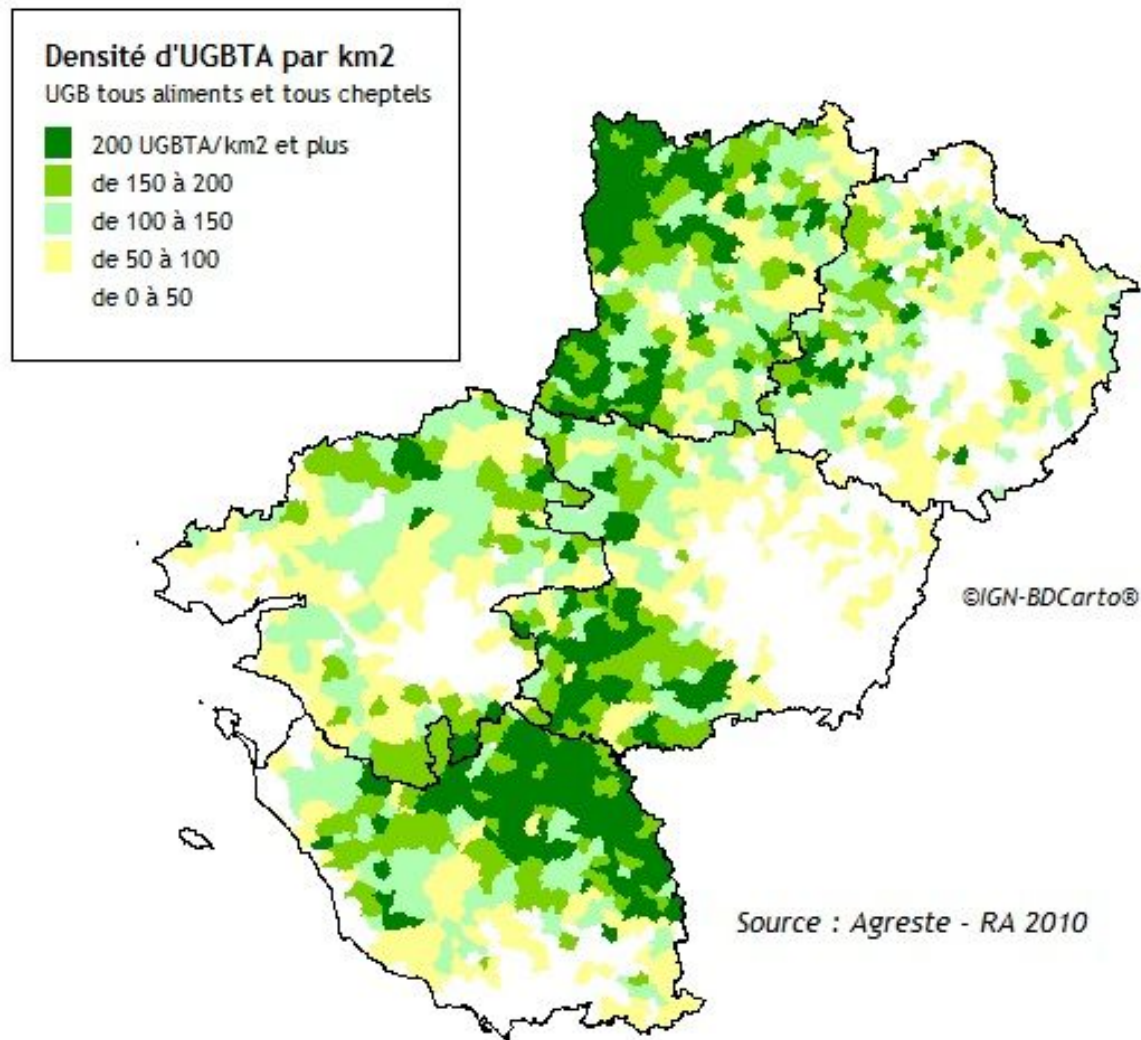 Densité d'UGBTA par km2
UGB tous aliments et tous cheptels
200 UGBTA/km2 et plus
de 150 à 200
de 100 à 150
de 50 à 100
de 0 à 50
©IGN-BDCarto®
Source : Agreste - RA 2010